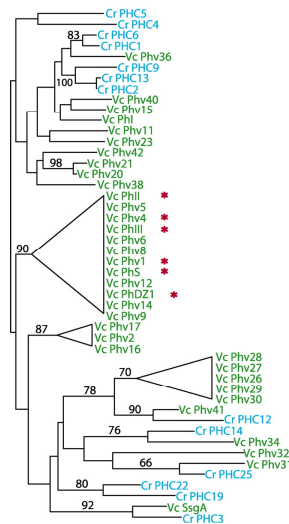 Cr PHC5
Cr PHC4
83
Cr PHC6
Cr PHC1
Vc Phv36
Cr PHC9
100
Cr PHC13
Cr PHC2
Vc Phv40
Vc Phv15
Vc PhI
Vc Phv11
Vc Phv23
Vc Phv42
98
Vc Phv21
Vc Phv20
Vc Phv38
Vc PhII *
Vc Phv5
Vc Phv4 *
Vc PhIII *
Vc Phv6
Vc Phv8
90
Vc Phv1 *
Vc PhS *
Vc Phv12
Vc PhDZ1 *
Vc Phv14
Vc Phv9
87
Vc Phv17
Vc Phv2
Vc Phv16
Vc Phv28
Vc Phv27
70
Vc Phv26
Vc Phv29
78
Vc Phv30
90
Vc Phv41
Cr PHC12
76
Cr PHC14
Vc Phv34
Vc Phv32
66
Vc Phv31
Cr PHC25
80
Cr PHC22
Cr PHC19
92
Vc SsgA
Cr PHC3